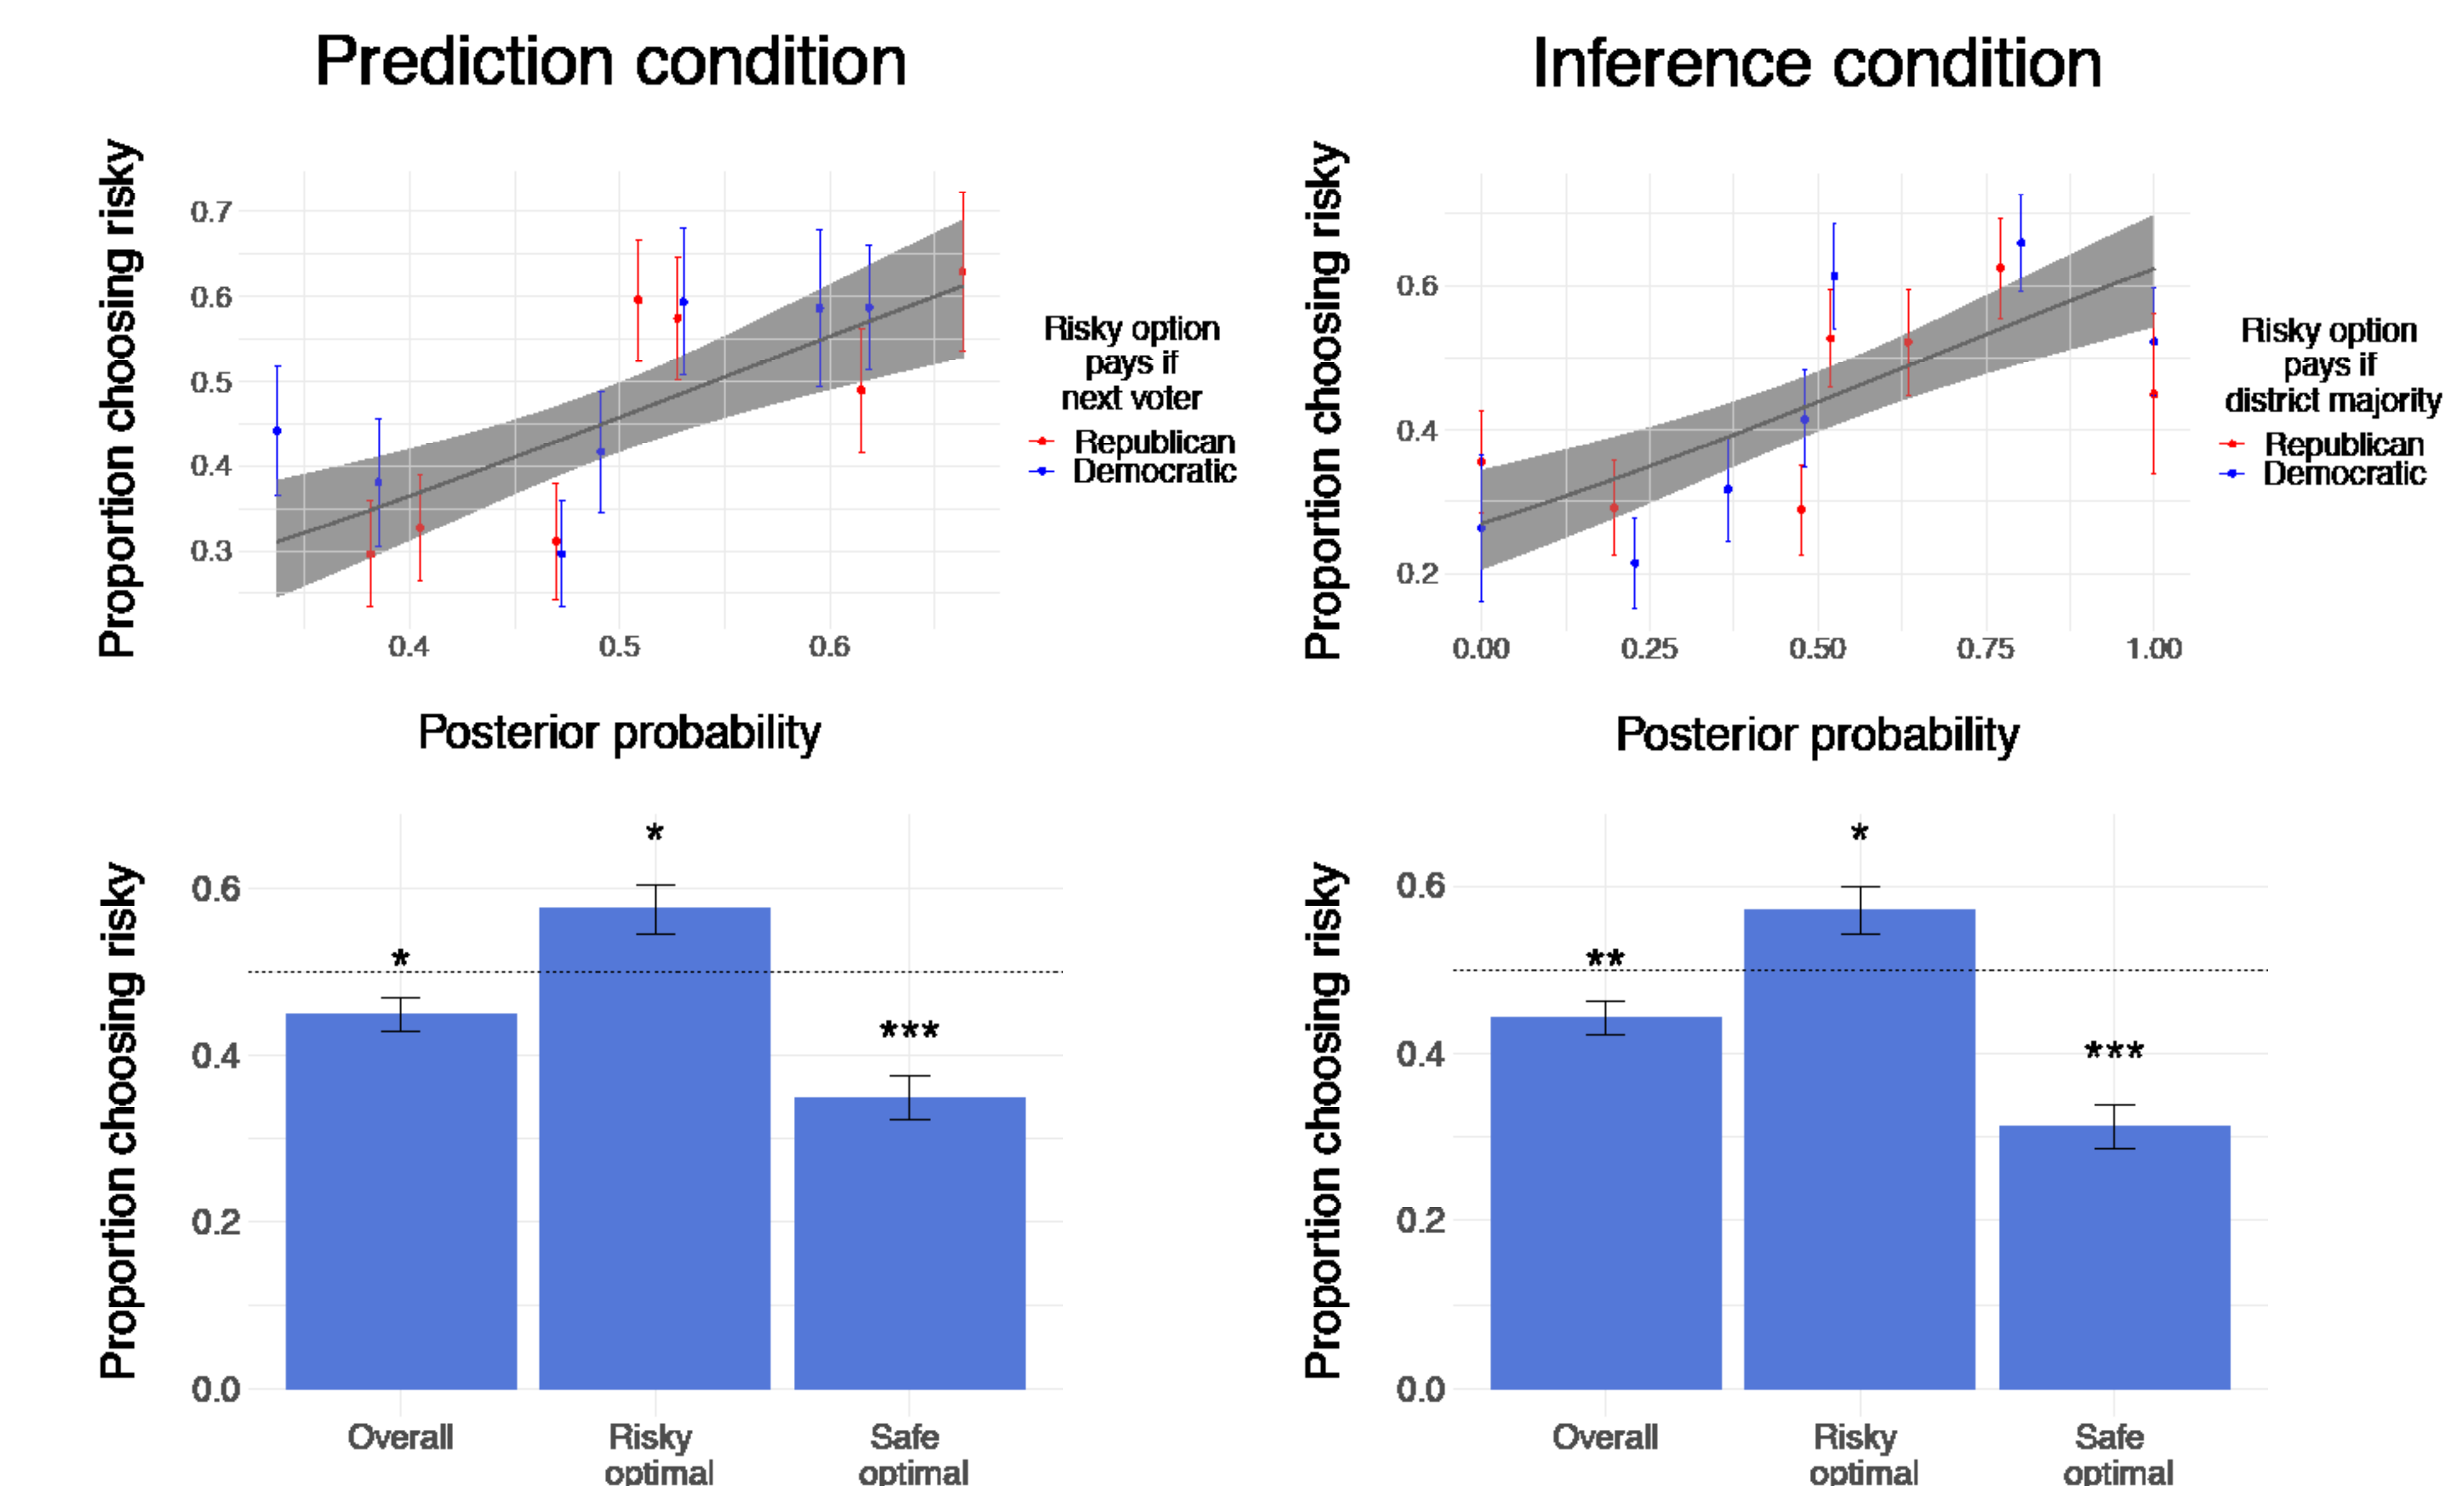 Prediction condition
Proportion choosing risky
0.7
0.6
0.5
0.4
0.3
0.4 0.5 0.6
Posterior probability
Risky option
pays if
next voter
Republican
Democratic
Inference condition
Proportion choosing risky
0.6
0.4
0.2
0.00 0.25 0.50 0.75 1.00
Posterior probability
Risky option
pays if
district majority
Republican
Democratic
Proportion choosing risky
0.6
0.4
0.2
0.0
*
*
***
Overall
Risky
optimal
Safe
optimal
Proportion choosing risky
0.6
0.4
0.2
0.0
**
*
***
Overall
Risky
optimal
Safe
optimal